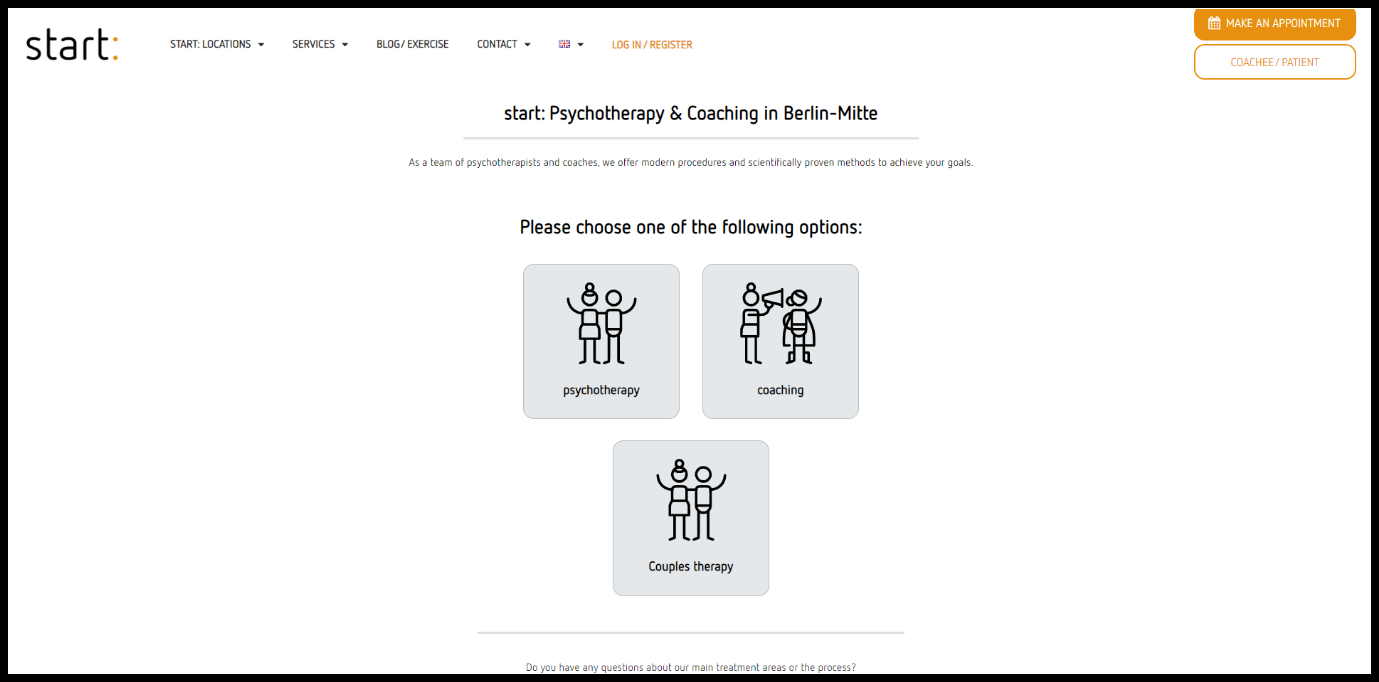 start:
START: LOCATIONS
SERVICES
BLOG/ EXERCISE
CONTACT
LOG IN / REGISTER
MAKE AN APPOINTMENT
COACHEE / PATIENT
start: Psychotherapy & Coaching in Berlin-Mitte
As a team of psychotherapists and coaches, we offer modern procedures and scientifically proven methods to achieve your goals.
Please choose one of the following options:
psychotherapy
coaching
Couples therapy
Do you have any questions about our main treatment areas or the process?